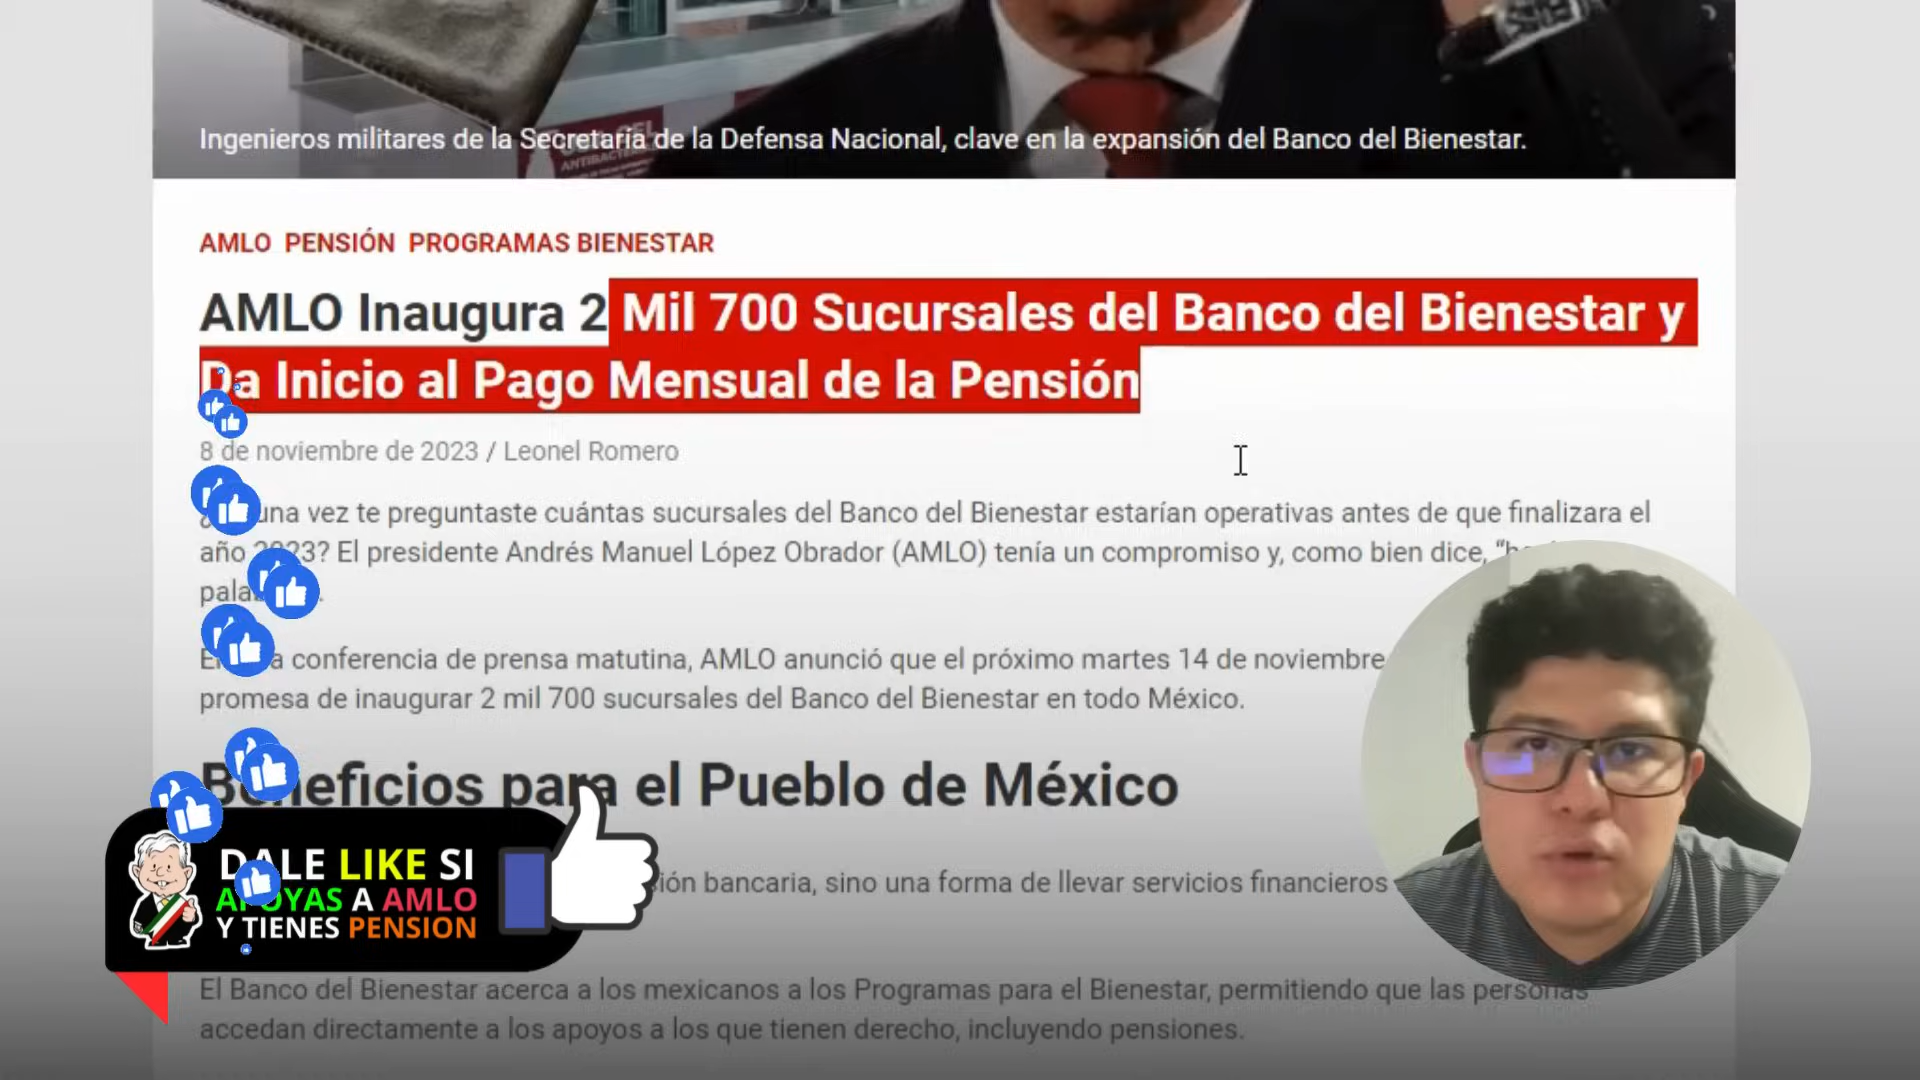 Ingenieros militares de la Secretaría de la Defensa Nacional, clave en la expansión del Banco del Bienestar.
AMLO PENSIÓN PROGRAMAS BIENESTAR
AMLO Inaugura 2 Mil 700 Sucursales del Banco del Bienestar y
Da Inicio al Pago Mensual de la Pensión
8 de noviembre de 2023 / Leonel Romero
una vez te preguntaste cuántas sucursales del Banco del Bienestar estarían operativas antes de que finalizara el
año 2023? El presidente Andrés Manuel López Obrador (AMLO) tenía un compromiso y, como bien dice,
conferencia de prensa matutina, AMLO anunció que el próximo martes 14 de noviembre
promesa de inaugurar 2 mil 700 sucursales del Banco del Bienestar en todo México.
Beneficios para el Pueblo de México
bancaria, sino una forma de llevar servicios financieros
DALE LIKE SI
APOYAS A AMLO
Y TIENES PENSION
El Banco del Bienestar acerca a los mexicanos a los Programas para el Bienestar, permitiendo que las personas
accedan directamente a los apoyos a los que tienen derecho, incluyendo pensiones.